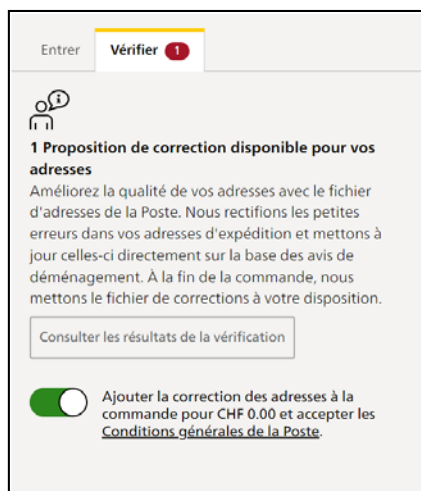 Entrer
Vérifier 1
1 Proposition de correction disponible pour vos
adresses
Améliorez la qualité de vos adresses avec le fichier
d'adresses de la Poste. Nous rectifions les petites
erreurs dans vos adresses d'expédition et mettons à
jour celles-ci directement sur la base des avis de
déménagement. À la fin de la commande, nous
mettons le fichier de corrections à votre disposition.
Consulter les résultats de la vérification
Ajouter la correction des adresses à la
commande pour CHF 0.00 et accepter les
Conditions générales de la Poste.